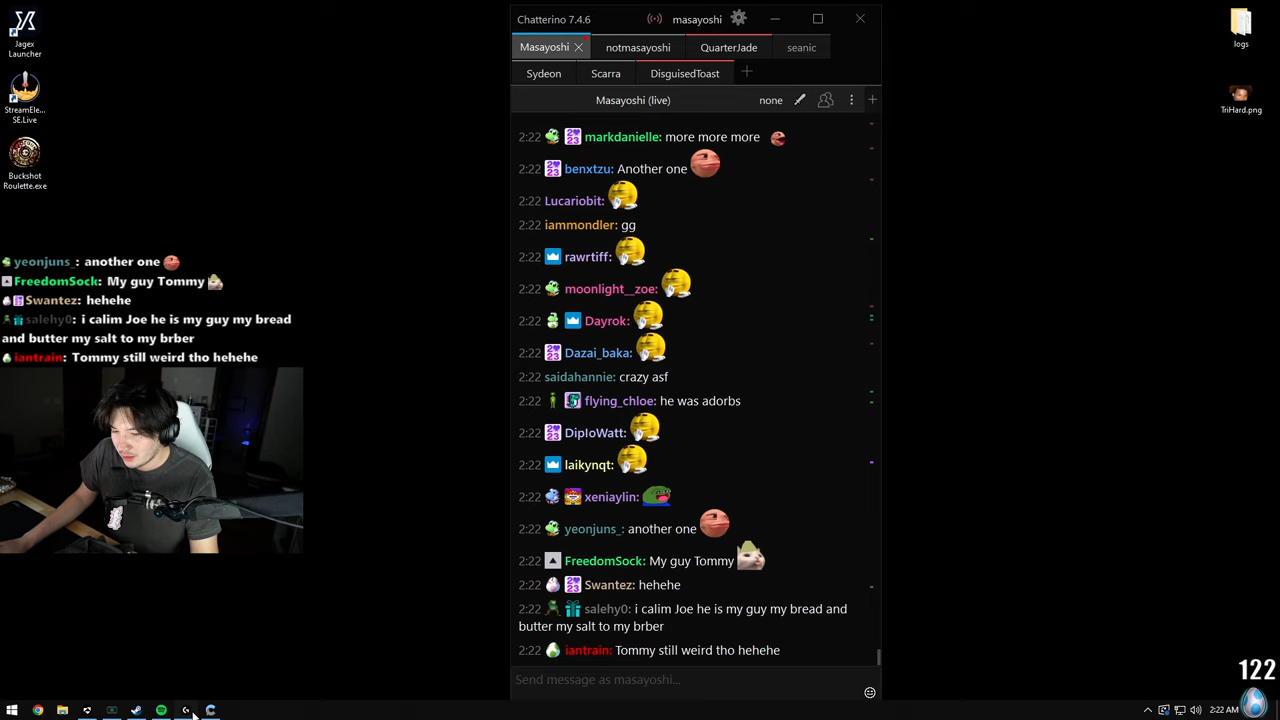 Jagex
Launcher
StreamEle...
SE.Live
Buckshot
Roulette.exe
yeonjuns_: another one
FreedomSock: My guy Tommy
Swantez: hehehe
salehy0: i calim Joe he is my guy my bread
and butter my salt to my brber
iantrain: Tommy still weird tho hehehe
Chatterino 7.4.6
masayoshi
Masayoshi
notmasayoshi
QuarterJade
seanic
Sydeon
Scarra
DisguisedToast
Masayoshi (live)
none
2:22 markdanielle: more more more
2:22 benxtzu: Another one
2:22 Lucariobit:
2:22 iammondler: gg
2:22 rawrtiff:
2:22 moonlight__zoe:
2:22 Dayrok:
2:22 Dazai_baka:
2:22 saidahannie: crazy asf
2:22 flying_chloe: he was adorbs
2:22 DipIoWatt:
2:22 laikynqt:
2:22 xeniaylin:
2:22 yeonjuns_: another one
2:22 FreedomSock: My guy Tommy
2:22 Swantez: hehehe
2:22 salehy0: i calim Joe he is my guy my bread and
butter my salt to my brber
2:22 iantrain: Tommy still weird tho hehehe
Send message as masayoshi...
logs
TriHard.png
122
2:22 AM